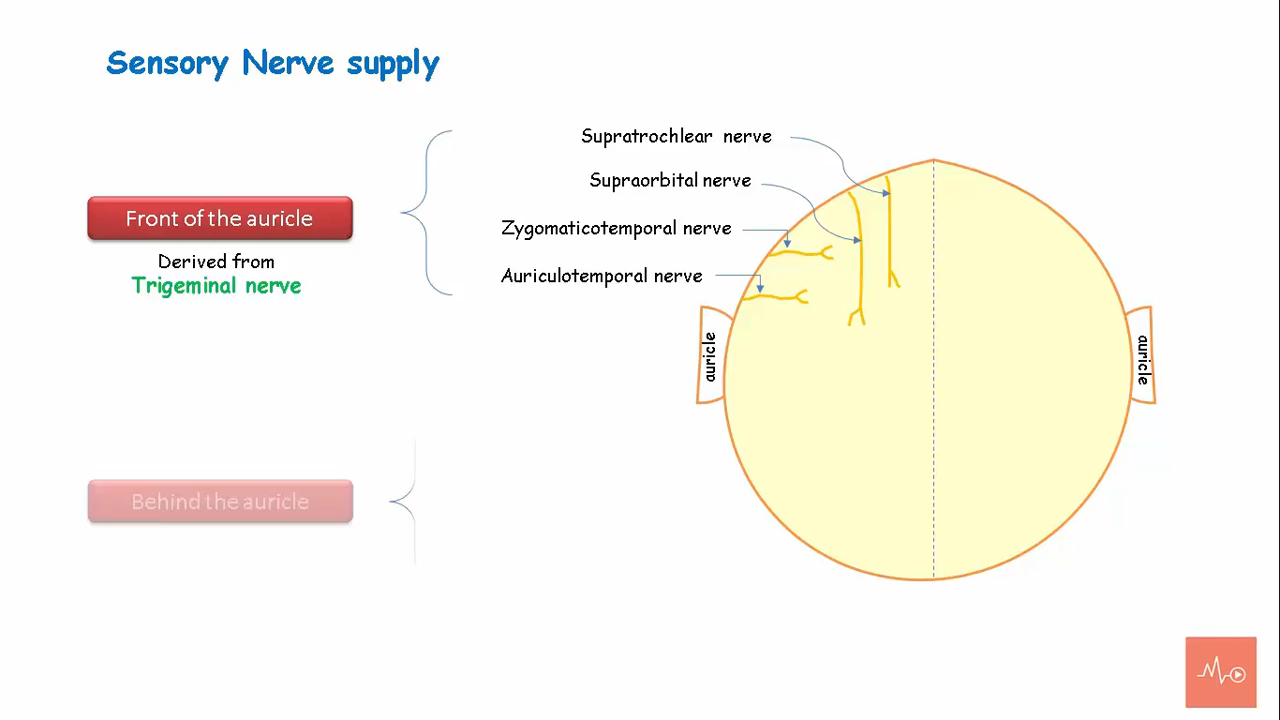 Sensory Nerve supply
Supratrochlear nerve
Supraorbital nerve
Front of the auricle
Zygomaticotemporal nerve
Derived from
Auriculotemporal nerve
Trigeminal nerve
auricle
auricle
Behind the auricle